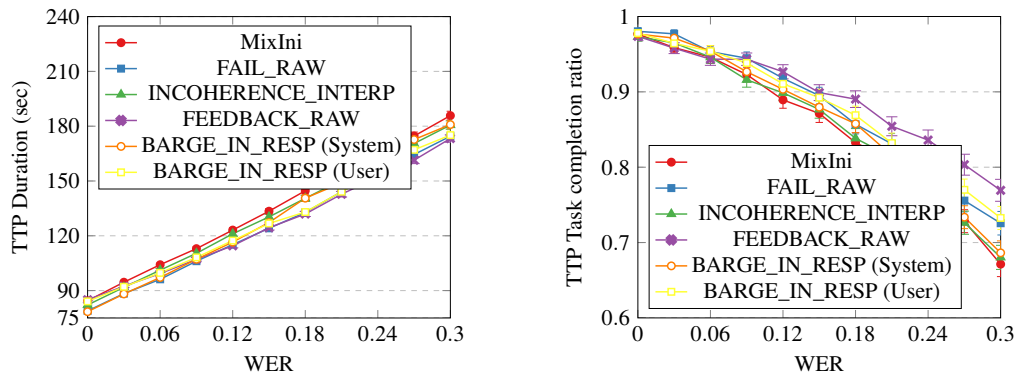 240
210
180
150
120
90
75
0
0.06
0.12
0.18
0.24
0.3
TTP Duration (sec)
WER
MixIni
FAIL_RAW
INCOHERENCE_INTERP
FEEDBACK_RAW
BARGE_IN_RESP (System)
BARGE_IN_RESP (User)
1
0.9
0.8
0.7
0.6
0
0.06
0.12
0.18
0.24
0.3
TTP Task completion ratio
WER
MixIni
FAIL_RAW
INCOHERENCE_INTERP
FEEDBACK_RAW
BARGE_IN_RESP (System)
BARGE_IN_RESP (User)